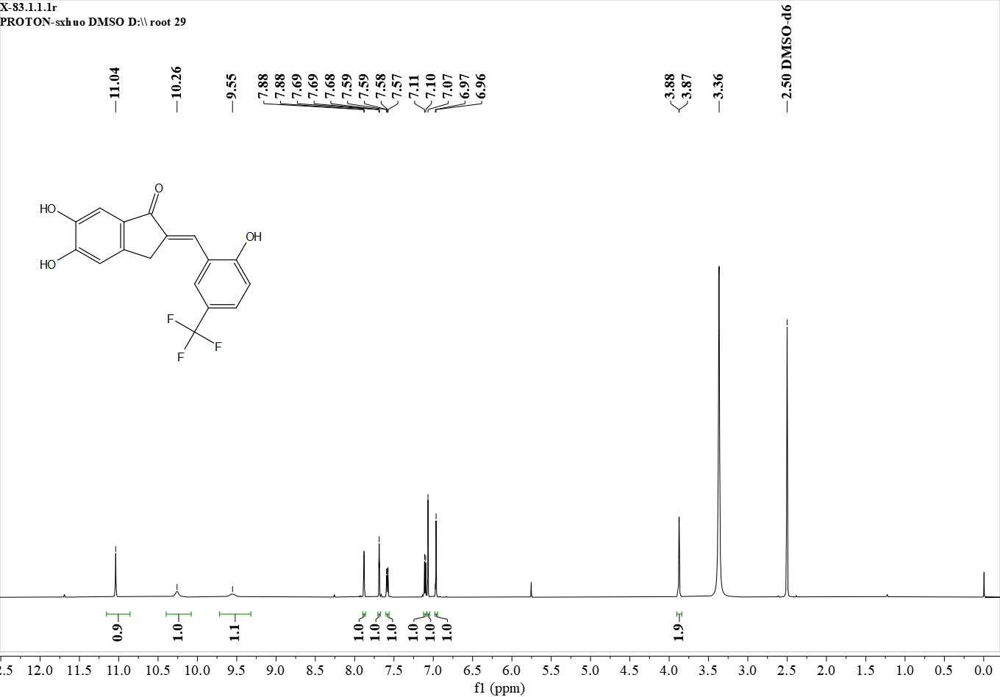 X-83.1.1.1r
PROTON-sxhuo DMSO D:\\ root 29
11.04
10.26
9.55
7.88
7.88
7.69
7.69
7.68
7.59
7.59
7.58
7.57
7.11
7.10
7.07
6.97
6.96
3.88
3.87
3.36
2.50 DMSO-d6
O
HO
HO
OH
F
F
F
0.9
1.0
1.1
1.0
1.0
1.0
1.0
1.0
1.0
1.9
2.5 12.0 11.5 11.0 10.5 10.0 9.5 9.0 8.5 8.0 7.5 7.0 6.5 6.0 5.5 5.0 4.5 4.0 3.5 3.0 2.5 2.0 1.5 1.0 0.5 0.0
f1 (ppm)